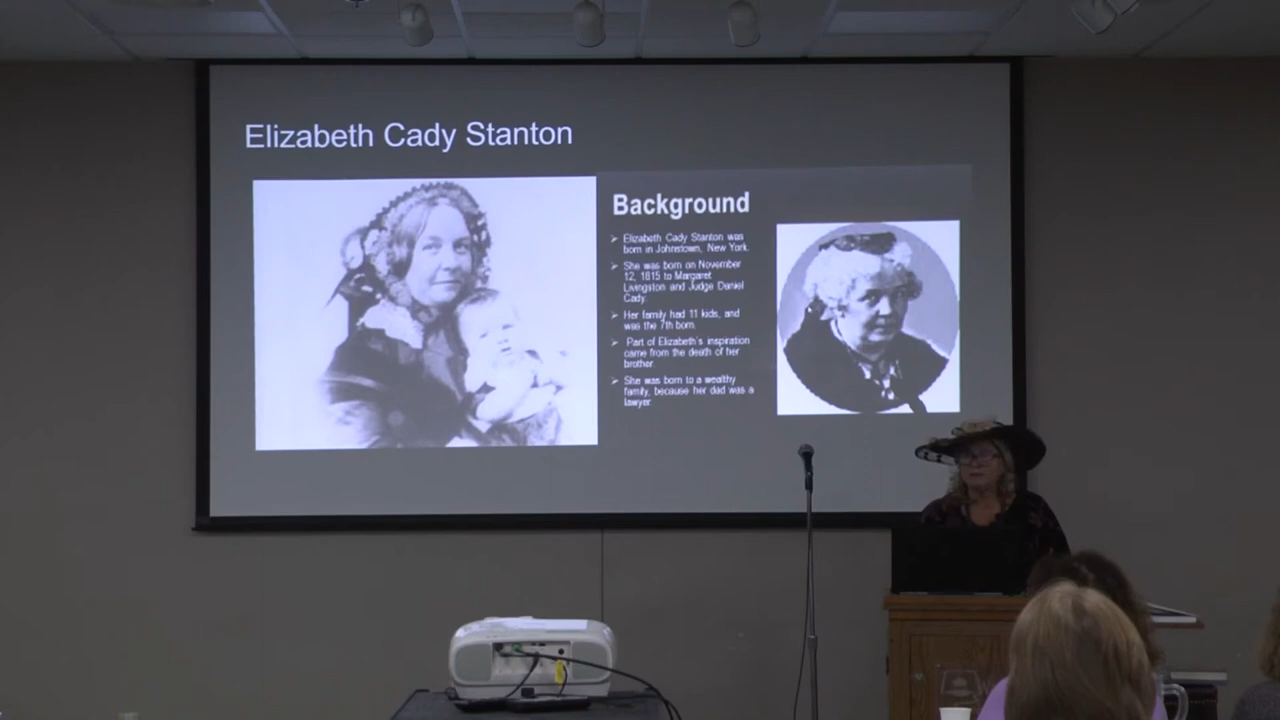 Elizabeth Cady Stanton
Background
➢ Elizabeth Cady Stanton was
born in Johnstown, New York.
➢ She was born on November
12, 1815 to Margaret
Livingston and Judge Daniel
Cady.
➢ Her family had 11 kids, and
was the 7th born.
➢ Part of Elizabeth's inspiration
came from the death of her
brother.
➢ She was born to a wealthy
family, because her dad was a
lawyer.